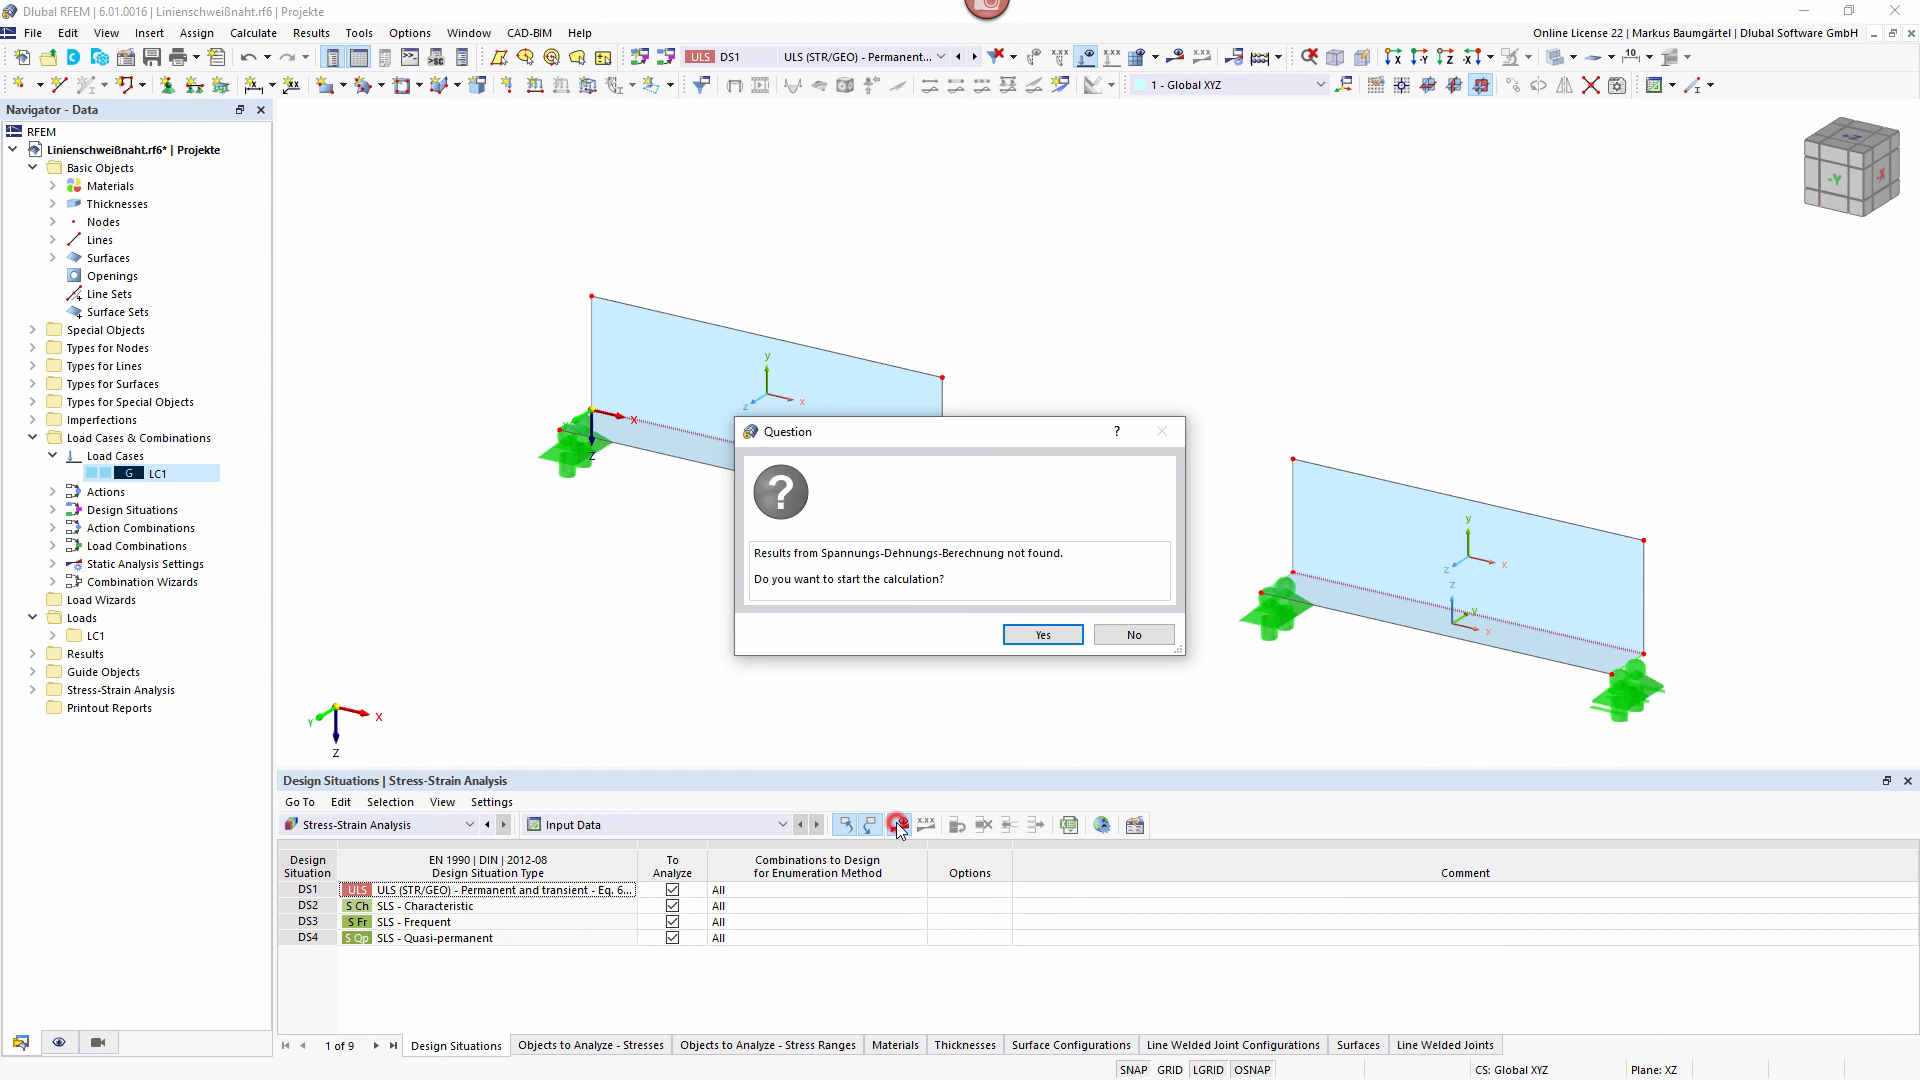 Dlubal RFEM | 6.01.0016 | Linienschweißnaht.rf6 | Projekte
File Edit View Insert Assign Calculate Results Tools Options Window CAD-BIM Help
Online License 22 | Markus Baumgärtel | Dlubal Software GmbH
ULS DS1 ULS (STR/GEO) - Permanent...
1 - Global XYZ
Navigator - Data
RFEM
Linienschweißnaht.rf6* | Projekte
Basic Objects
Materials
Thicknesses
Nodes
Lines
Surfaces
Openings
Line Sets
Surface Sets
Special Objects
Types for Nodes
Types for Lines
Types for Surfaces
Types for Special Objects
Imperfections
Load Cases & Combinations
Load Cases
G LC1
Actions
Design Situations
Action Combinations
Load Combinations
Static Analysis Settings
Combination Wizards
Load Wizards
Loads
LC1
Results
Guide Objects
Stress-Strain Analysis
Printout Reports
+Z
-Y
-X
y
x
z
X
Z
y
x
z
z
y
x
Y
X
Z
Question
?
Results from Spannungs-Dehnungs-Berechnung not found.
Do you want to start the calculation?
Yes
No
Design Situations | Stress-Strain Analysis
Go To Edit Selection View Settings
Stress-Strain Analysis
Input Data
Design Situation
EN 1990 | DIN | 2012-08
Design Situation Type
To Analyze
Combinations to Design
for Enumeration Method
Options
Comment
DS1 ULS ULS (STR/GEO) - Permanent and transient - Eq. 6... All
DS2 S Ch SLS - Characteristic All
DS3 S Fr SLS - Frequent All
DS4 S Qp SLS - Quasi-permanent All
1 of 9
Design Situations Objects to Analyze - Stresses Objects to Analyze - Stress Ranges Materials Thicknesses Surface Configurations Line Welded Joint Configurations Surfaces Line Welded Joints
SNAP GRID LGRID OSNAP CS: Global XYZ Plane: XZ